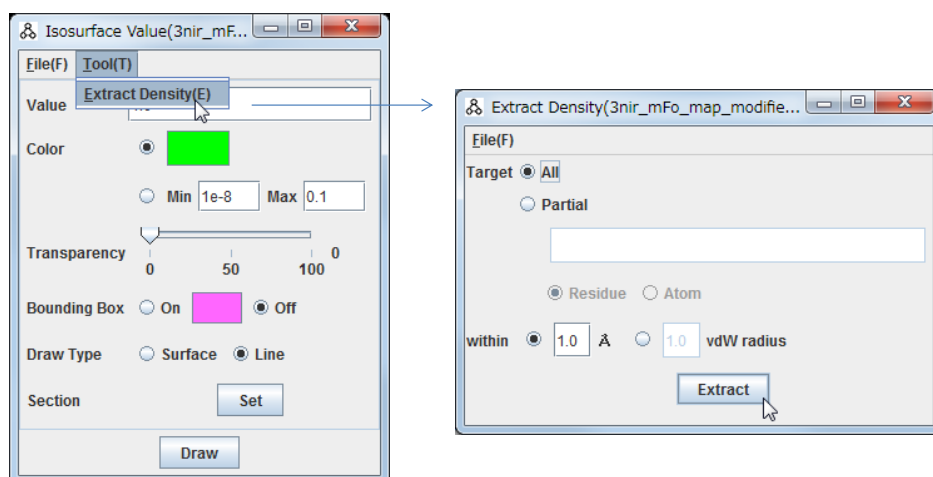 Isosurface Value(3nir_mF...
File(F) Tool(T)
Extract Density(E)
Value
Color
Min 1e-8 Max 0.1
Transparency 0
0 50 100
Bounding Box On Off
Draw Type Surface Line
Section Set
Draw
Extract Density(3nir_mFo_map_modifie...
File(F)
Target All
Partial
Residue Atom
within 1.0 Å 1.0 vdW radius
Extract